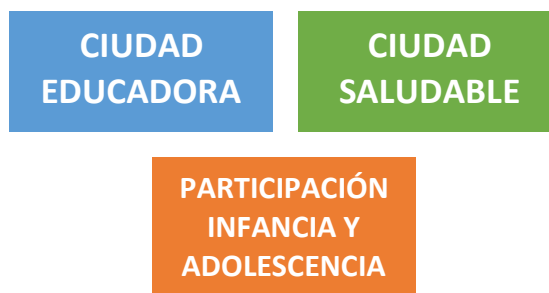 CIUDAD
EDUCADORA
CIUDAD
SALUDABLE
PARTICIPACIÓN
INFANCIA Y
ADOLESCENCIA